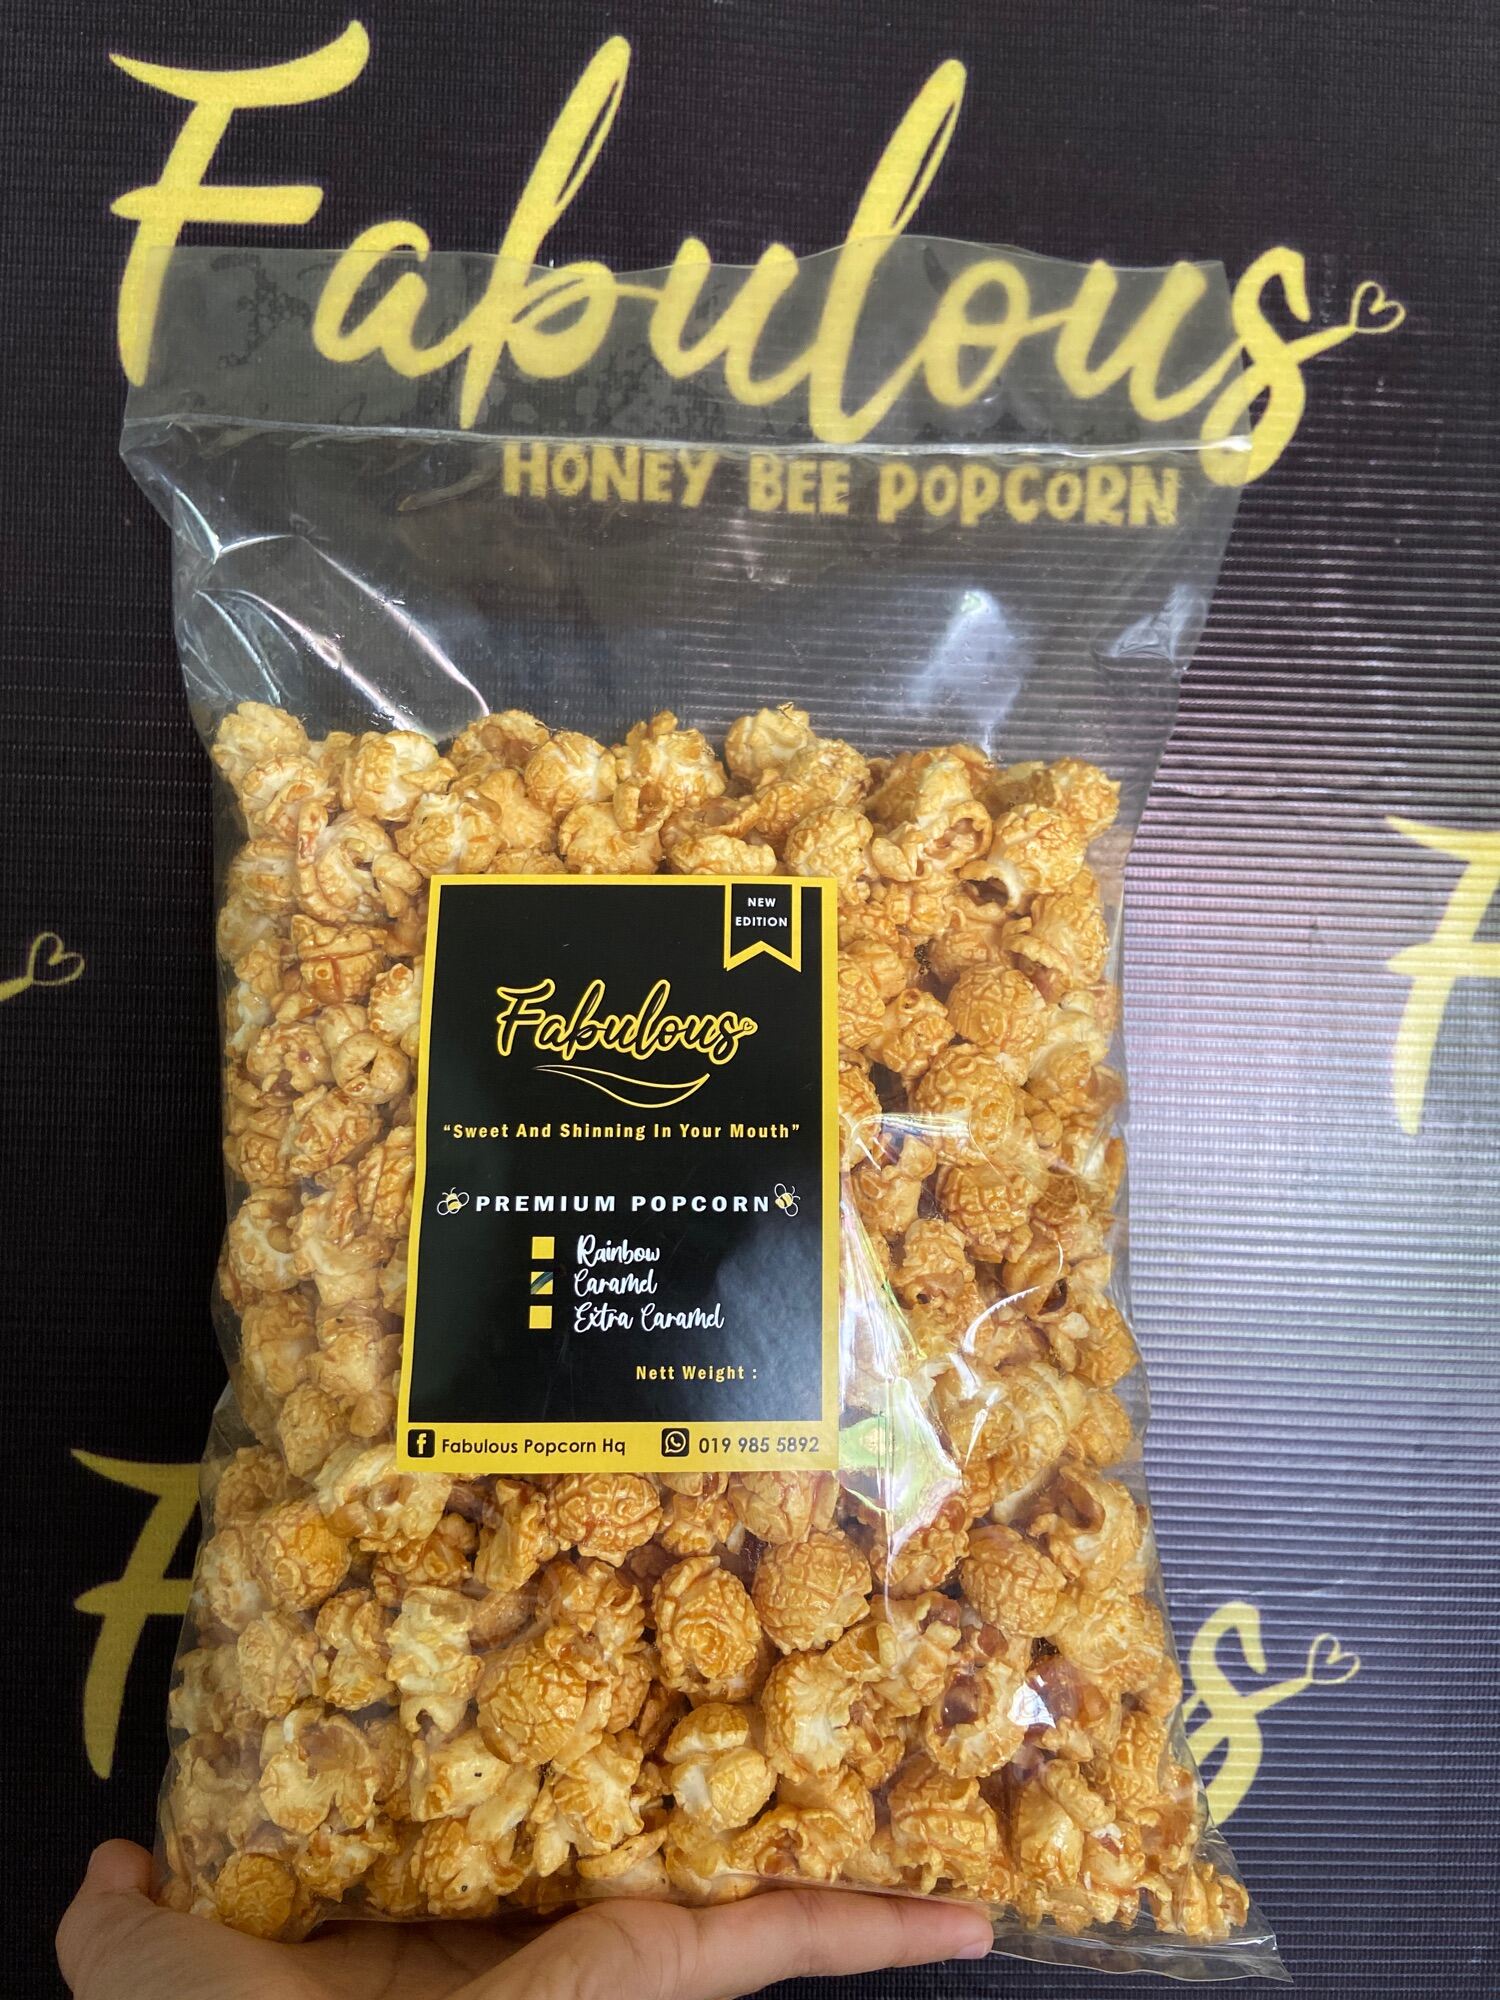 Fabulous
HONEY BEE POPCORN
NEW
EDITION
Fabulous
"Sweet And Shinning In Your Mouth"
PREMIUM POPCORN
Rainbow
Caramel
Extra Caramel
Nett Weight :
Fabulous Popcorn Hq
019 985 5892
F
F
s